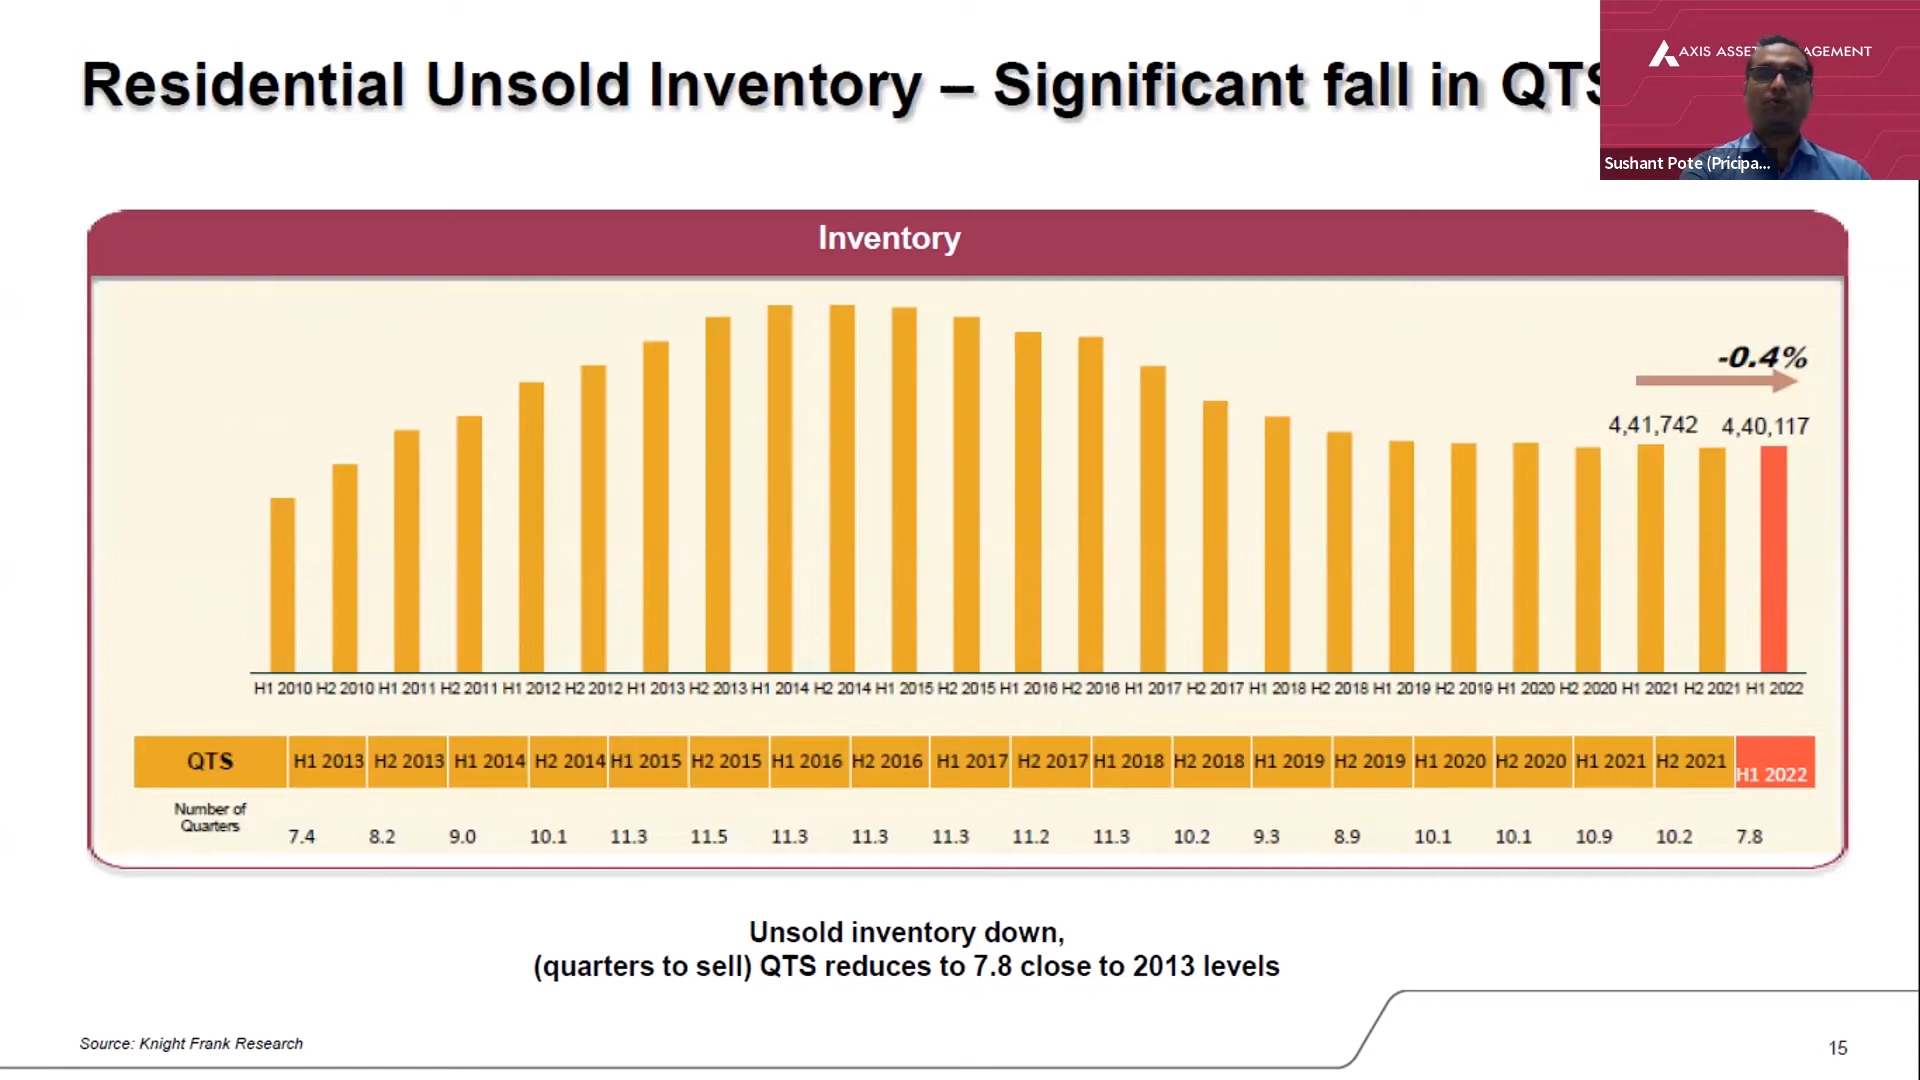 Residential Unsold Inventory – Significant fall in QTS
AXIS ASSET MANAGEMENT
Sushant Pote (Pricipa...
Inventory
-0.4%
4,41,742 4,40,117
H1 2010 H2 2010 H1 2011 H2 2011 H1 2012 H2 2012 H1 2013 H2 2013 H1 2014 H2 2014 H1 2015 H2 2015 H1 2016 H2 2016 H1 2017 H2 2017 H1 2018 H2 2018 H1 2019 H2 2019 H1 2020 H2 2020 H1 2021 H2 2021 H1 2022
QTS H1 2013 H2 2013 H1 2014 H2 2014 H1 2015 H2 2015 H1 2016 H2 2016 H1 2017 H2 2017 H1 2018 H2 2018 H1 2019 H2 2019 H1 2020 H2 2020 H1 2021 H2 2021 H1 2022
Number of
Quarters
7.4 8.2 9.0 10.1 11.3 11.5 11.3 11.3 11.3 11.2 11.3 10.2 9.3 8.9 10.1 10.1 10.9 10.2 7.8
Unsold inventory down,
(quarters to sell) QTS reduces to 7.8 close to 2013 levels
Source: Knight Frank Research
15